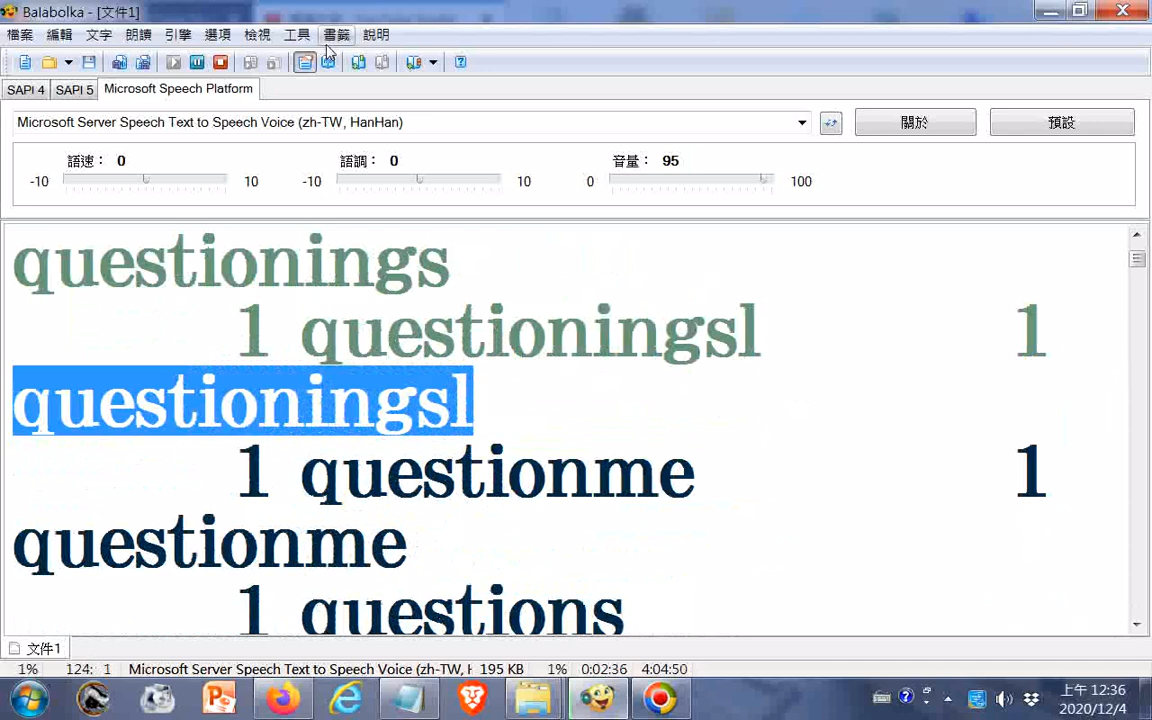 Balabolka - [文件1]
檔案 編輯 文字 朗讀 引擎 選項 檢視 工具 書籤 說明
SAPI 4 SAPI 5 Microsoft Speech Platform
Microsoft Server Speech Text to Speech Voice (zh-TW, HanHan) 關於 預設
語速： 0 語調： 0 音量： 95
-10 10 -10 10 0 100
questionings
1 questioningsl 1
questioningsl
1 questionme 1
questionme
1 questions
文件1
1% 124: 1 Microsoft Server Speech Text to Speech Voice (zh-TW, 195 KB 1% 0:02:36 4:04:50
上午 12:36
2020/12/4